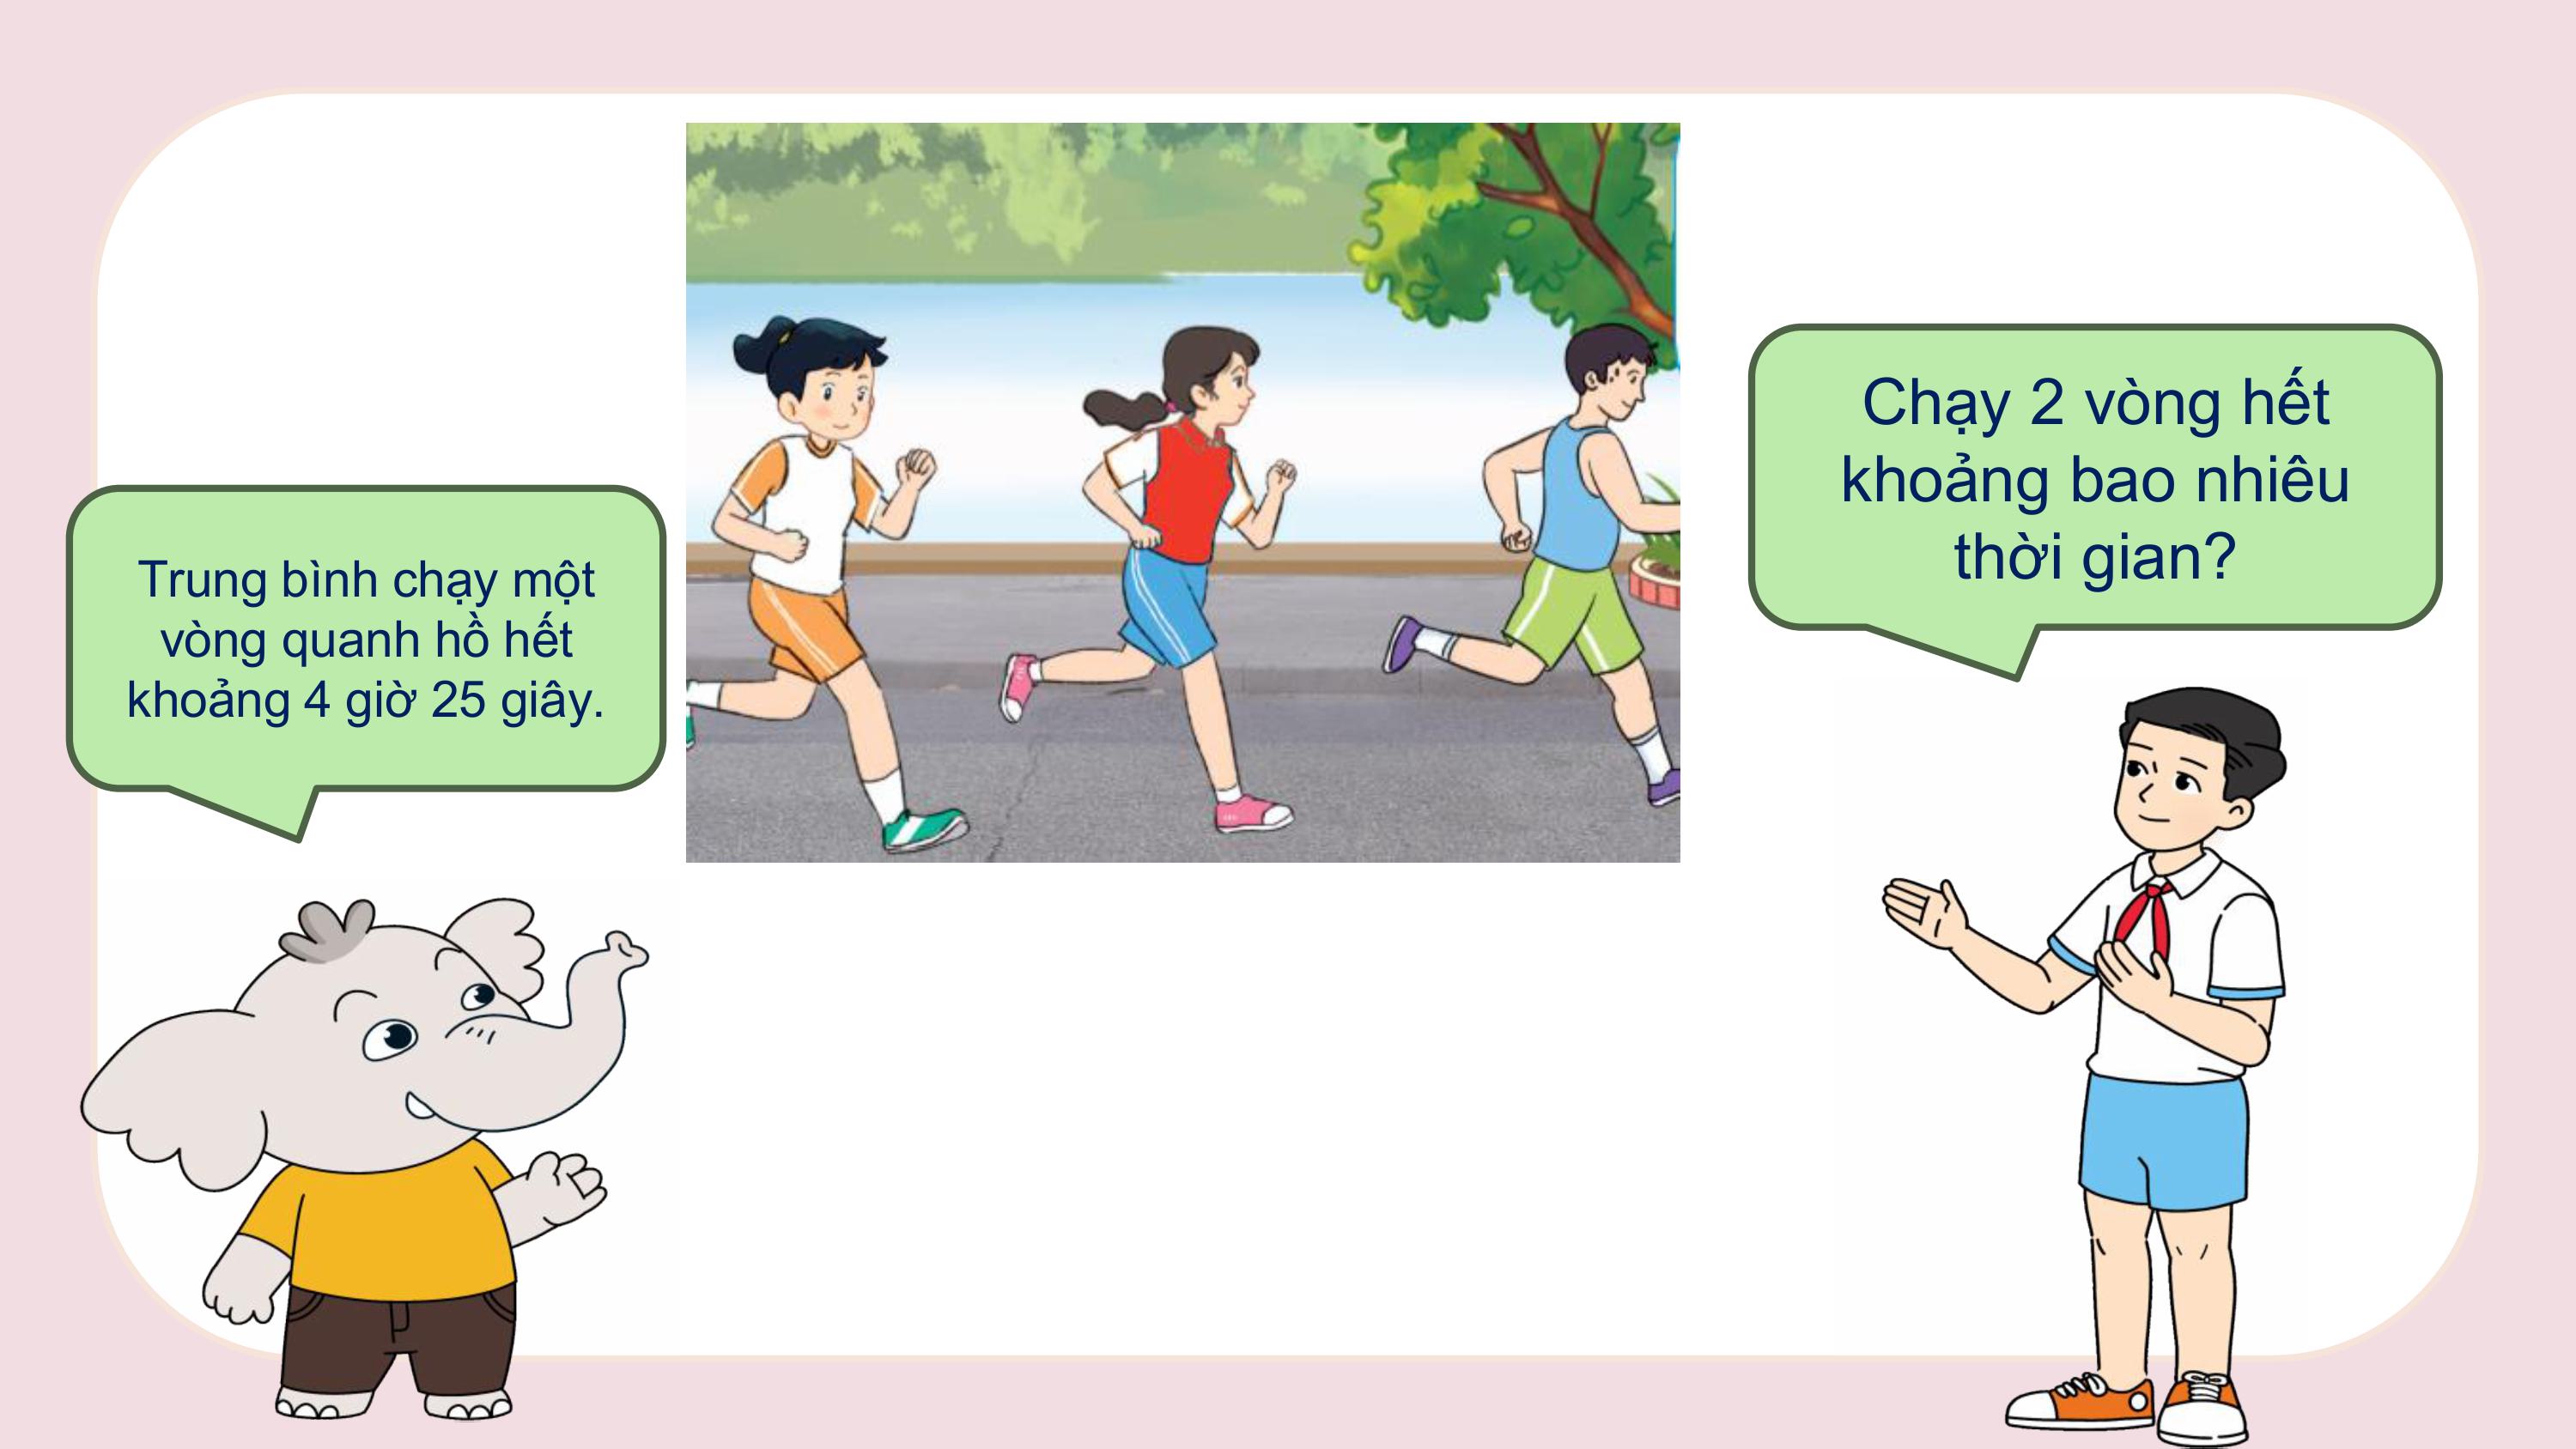 Trung bình chạy một
vòng quanh hồ hết
khoảng 4 giờ 25 giây.
Chạy 2 vòng hết
khoảng bao nhiêu
thời gian?